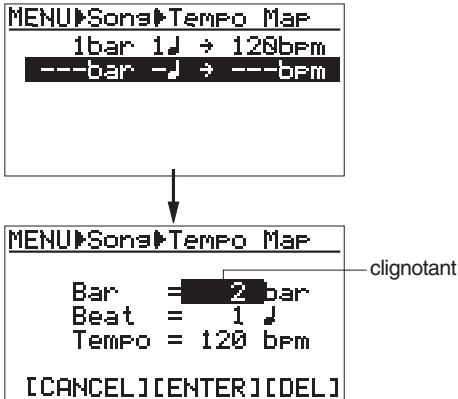 MENU▶Song▶Tempo Map
1bar 1♩ → 120bpm
---bar -♩ → ---bpm
MENU▶Song▶Tempo Map
clignotant
Bar = 2 bar
Beat = 1 ♩
Tempo = 120 bpm
[CANCEL][ENTER][DEL]